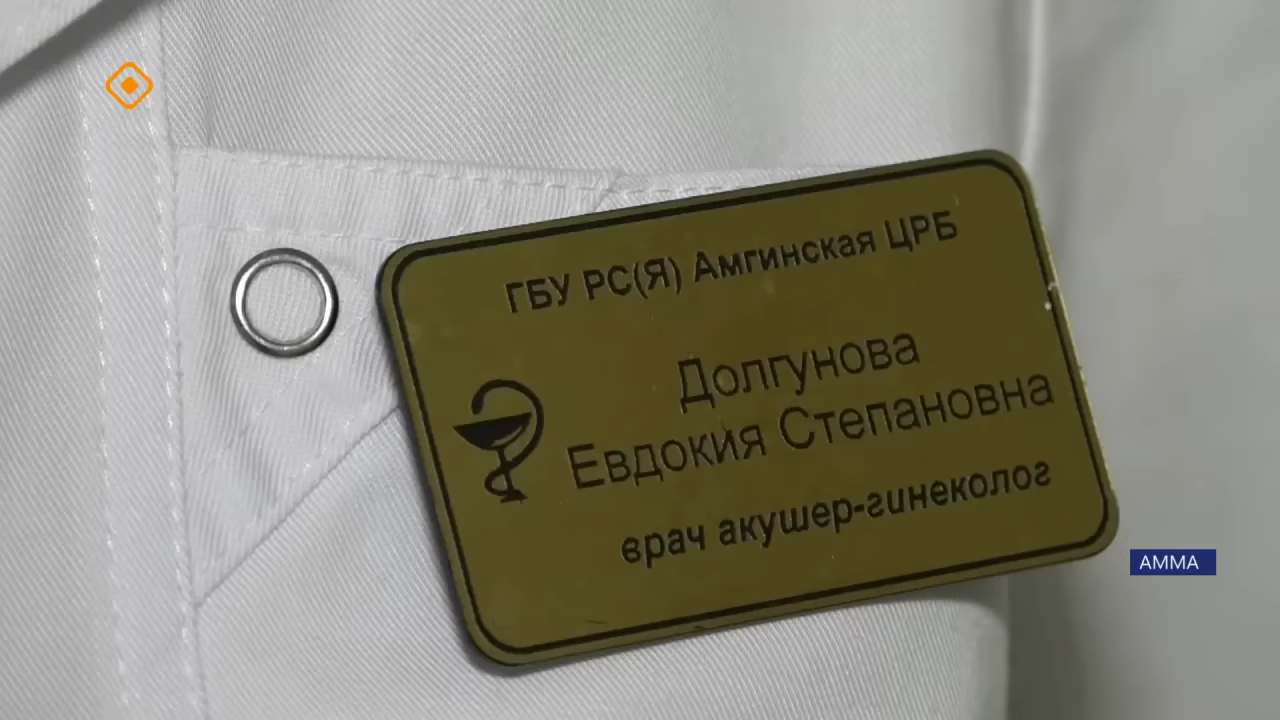 ГБУ РС(Я) Амгинская ЦРБ
Долгунова
Евдокия Степановна
врач акушер-гинеколог
АММА